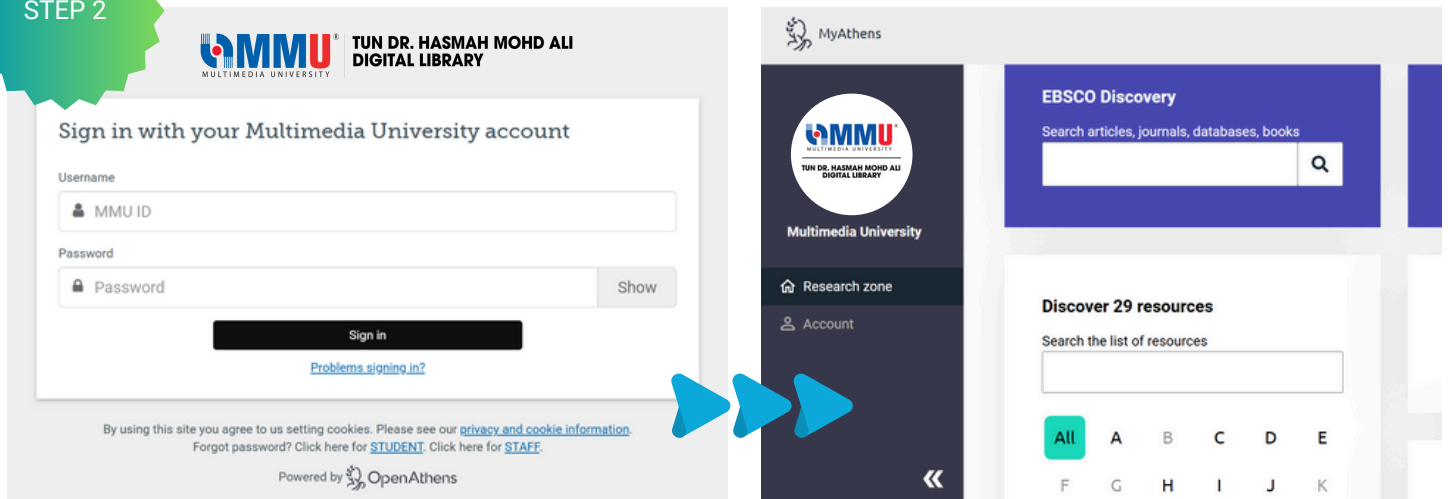 STEP 2
MMU®
MULTIMEDIA UNIVERSITY
TUN DR. HASMAH MOHD ALI
DIGITAL LIBRARY
Sign in with your Multimedia University account
Username
MMU ID
Password
Password
Show
Sign in
Problems signing in?
By using this site you agree to us setting cookies. Please see our privacy and cookie information.
Forgot password? Click here for STUDENT. Click here for STAFF.
Powered by OpenAthens
MyAthens
MMU
MULTIMEDIA UNIVERSITY
TUN DR. HASMAH MOHD ALI
DIGITAL LIBRARY
Multimedia University
Research zone
Account
EBSCO Discovery
Search articles, journals, databases, books
Discover 29 resources
Search the list of resources
All A B C D E
F G H I J K